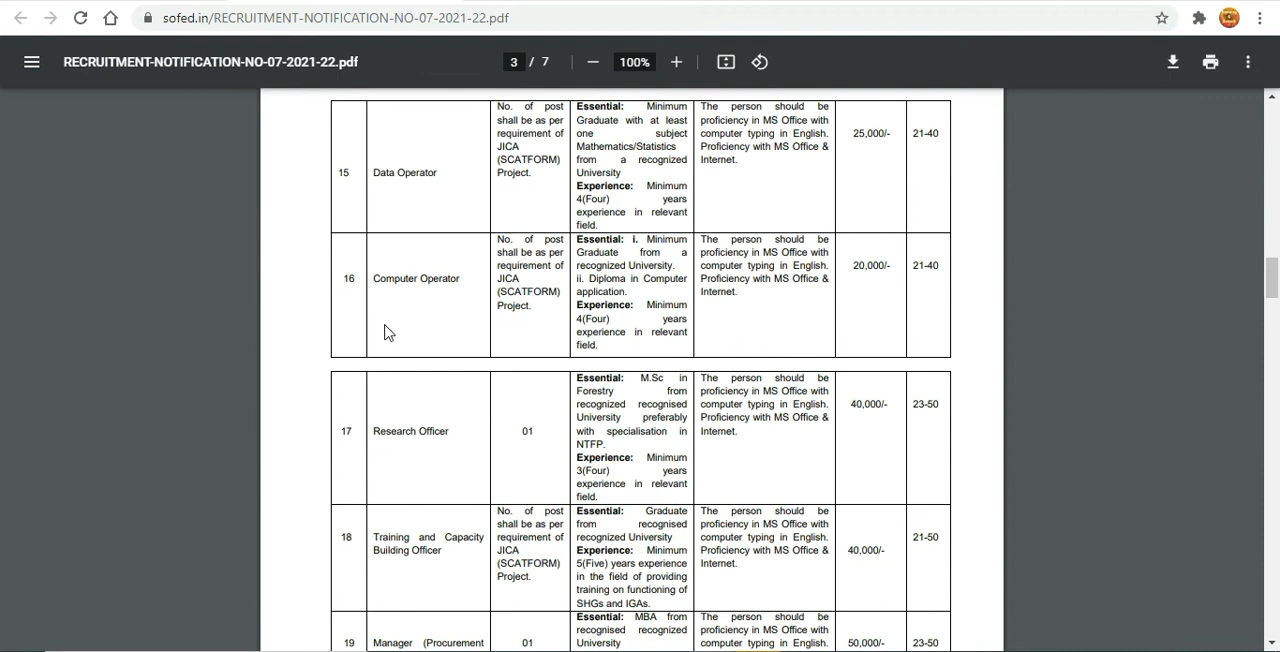 sofed.in/RECRUITMENT-NOTIFICATION-NO-07-2021-22.pdf
RECRUITMENT-NOTIFICATION-NO-07-2021-22.pdf
3 / 7
100%
15
Data Operator
No. of post
shall be as per
requirement of
JICA
(SCATFORM)
Project.
Essential: Minimum
Graduate with at least
one subject
Mathematics/Statistics
from a recognized
University
Experience: Minimum
4(Four) years
experience in relevant
field.
The person should be
proficiency in MS Office with
computer typing in English.
Proficiency with MS Office &
Internet.
25,000/-
21-40
16
Computer Operator
No. of post
shall be as per
requirement of
JICA
(SCATFORM)
Project.
Essential: i. Minimum
Graduate from a
recognized University.
ii. Diploma in Computer
application.
Experience: Minimum
4(Four) years
experience in relevant
field.
The person should be
proficiency in MS Office with
computer typing in English.
Proficiency with MS Office &
Internet.
20,000/-
21-40
17
Research Officer
01
Essential: M.Sc in
Forestry from
recognized recognised
University preferably
with specialisation in
NTFP.
Experience: Minimum
3(Four) years
experience in relevant
field.
The person should be
proficiency in MS Office with
computer typing in English.
Proficiency with MS Office &
Internet.
40,000/-
23-50
18
Training and Capacity
Building Officer
No. of post
shall be as per
requirement of
JICA
(SCATFORM)
Project.
Essential: Graduate
from recognised
recognized University
Experience: Minimum
5(Five) years experience
in the field of providing
training on functioning of
SHGs and IGAs.
The person should be
proficiency in MS Office with
computer typing in English.
Proficiency with MS Office &
Internet.
40,000/-
21-50
19
Manager (Procurement
01
Essential: MBA from
recognised recognized
University
The person should be
proficiency in MS Office with
computer typing in English.
50,000/-
23-50